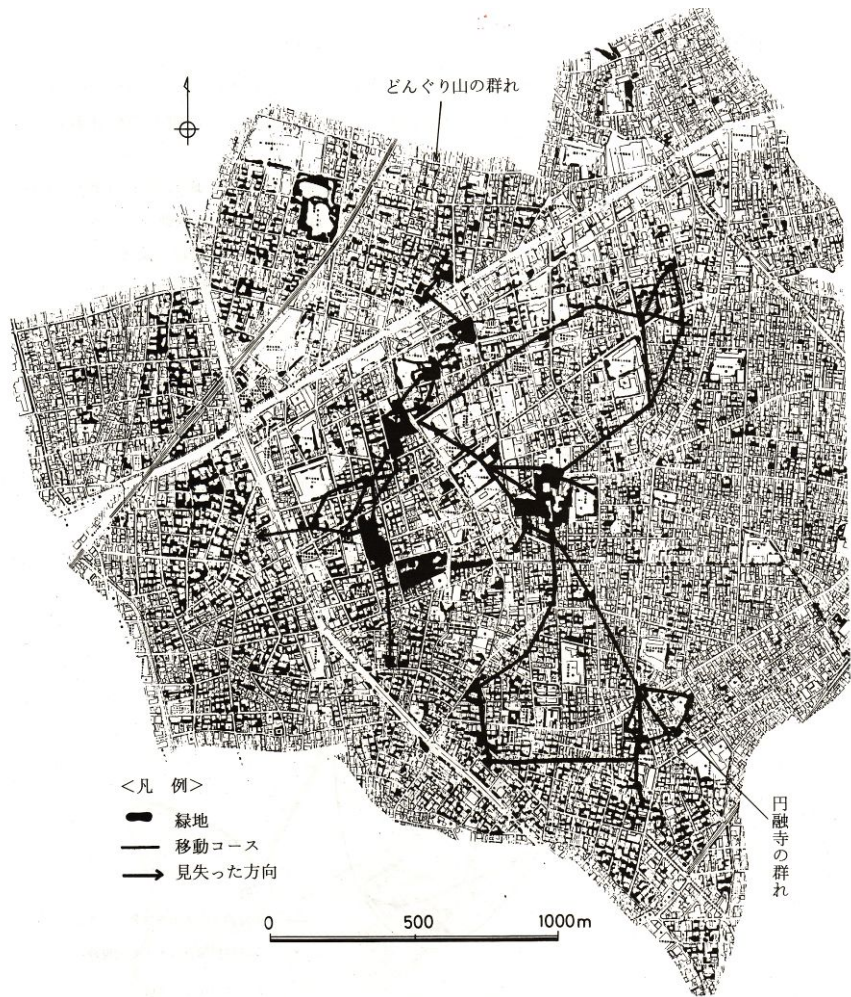 どんぐり山の群れ
<凡 例>
緑地
移動コース
見失った方向
円融寺の群れ
0 500 1000m